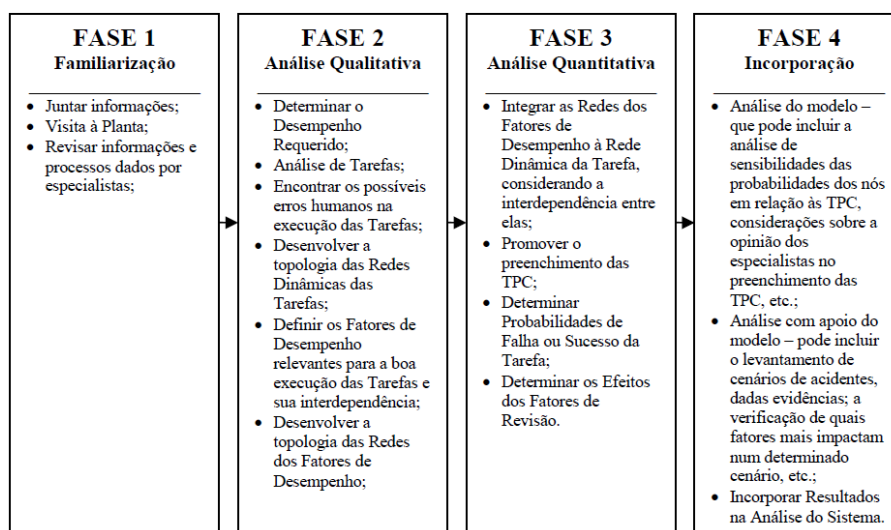 FASE 1
Familiarização
• Juntar informações;
• Visita à Planta;
• Revisar informações e
processos dados por
especialistas;
FASE 2
Análise Qualitativa
• Determinar o
Desempenho
Requerido;
• Análise de Tarefas;
• Encontrar os possíveis
erros humanos na
execução das Tarefas;
• Desenvolver a
topologia das Redes
Dinâmicas das
Tarefas;
• Definir os Fatores de
Desempenho
relevantes para a boa
execução das Tarefas e
sua interdependência;
• Desenvolver a
topologia das Redes
dos Fatores de
Desempenho;
FASE 3
Análise Quantitativa
• Integrar as Redes dos
Fatores de
Desempenho à Rede
Dinâmica da Tarefa,
considerando a
interdependência entre
elas;
• Promover o
preenchimento das
TPC;
• Determinar
Probabilidades de
Falha ou Sucesso da
Tarefa;
• Determinar os Efeitos
dos Fatores de
Revisão.
FASE 4
Incorporação
• Análise do modelo –
que pode incluir a
análise de
sensibilidades das
probabilidades dos nós
em relação às TPC,
considerações sobre a
opinião dos
especialistas no
preenchimento das
TPC, etc.;
• Análise com apoio do
modelo – pode incluir
o levantamento de
cenários de acidentes,
dadas evidências; a
verificação de quais
fatores mais impactam
num determinado
cenário, etc.;
• Incorporar Resultados
na Análise do Sistema.